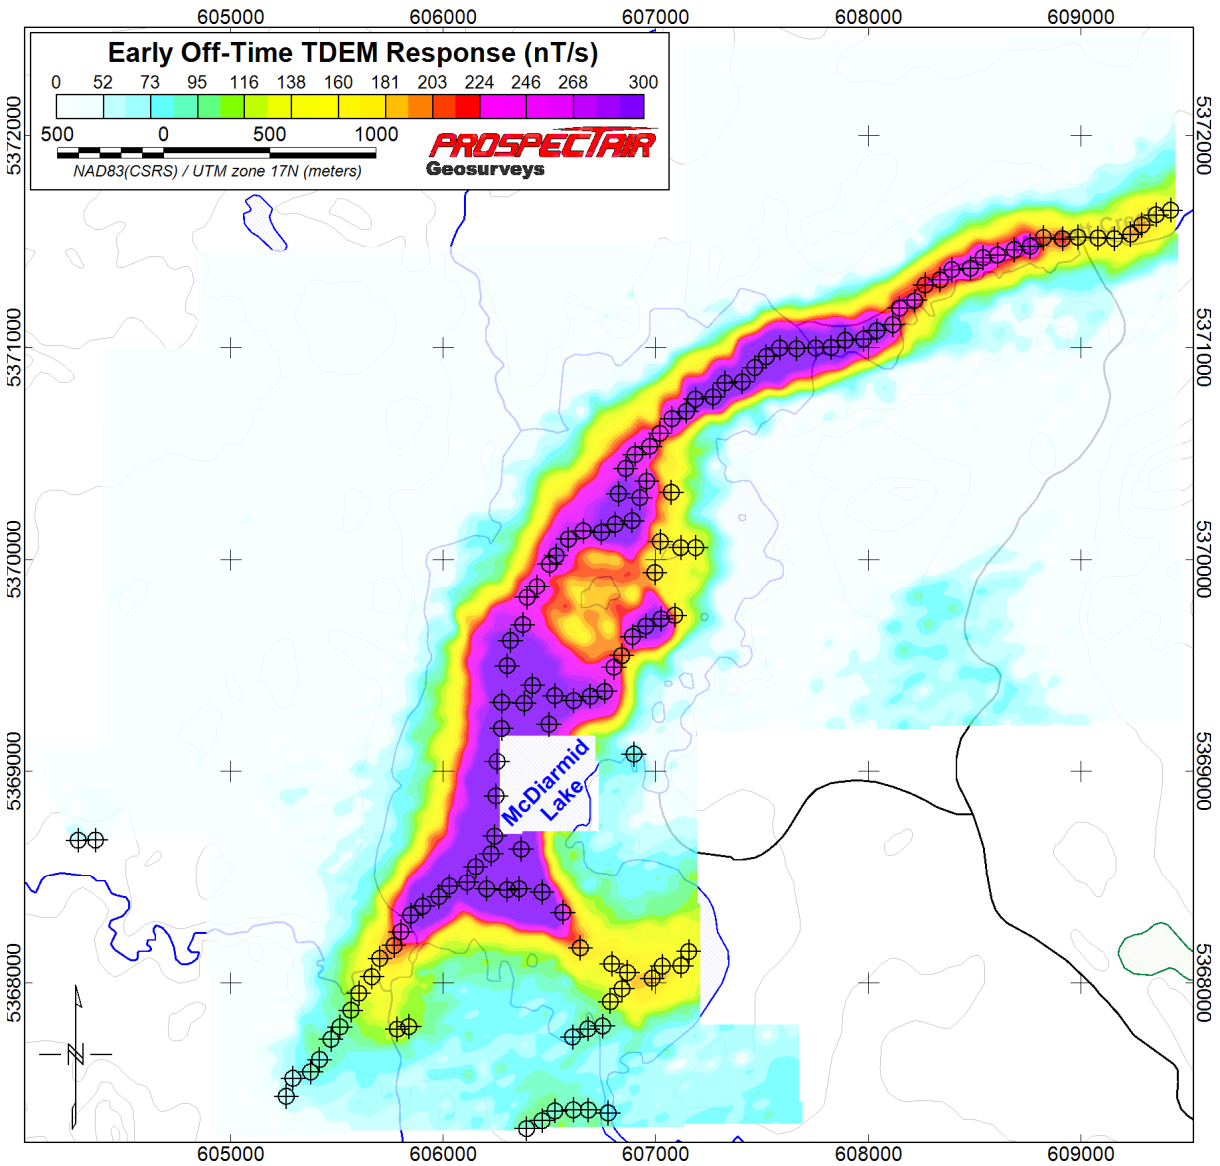 605000 606000 607000 608000 609000
Early Off-Time TDEM Response (nT/s)
0 52 73 95 116 138 160 181 203 224 246 268 300
500 0 500 1000
PROSPECTAIR
Geosurveys
NAD83(CSRS) / UTM zone 17N (meters)
5372000 5372000
5371000 5371000
5370000 5370000
5369000 5369000
McDiarmid
Lake
5368000 5368000
N
605000 606000 607000 608000 609000